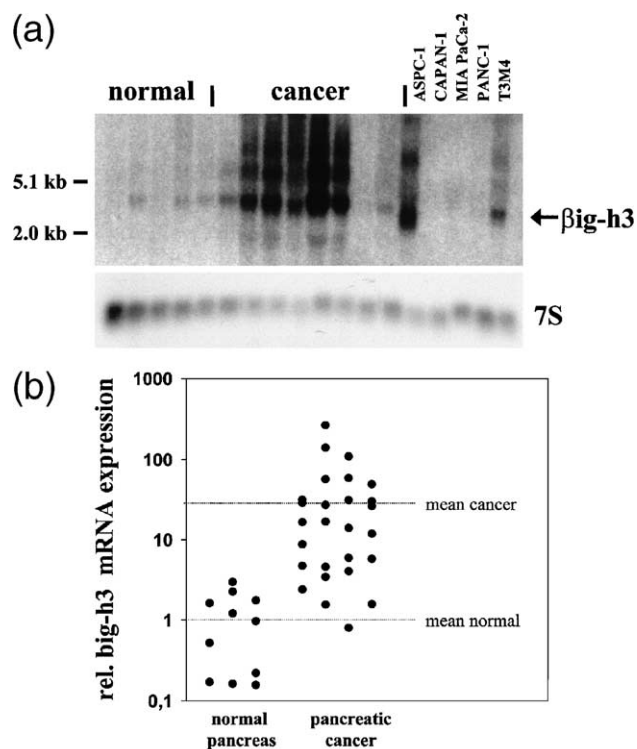 (a)
normal
cancer
ASPC-1
CAPAN-1
MIA PaCa-2
PANC-1
T3M4
5.1 kb
2.0 kb
βig-h3
7S
(b)
rel. big-h3 mRNA expression
1000
100
10
1
0,1
mean cancer
mean normal
normal
pancreas
pancreatic
cancer